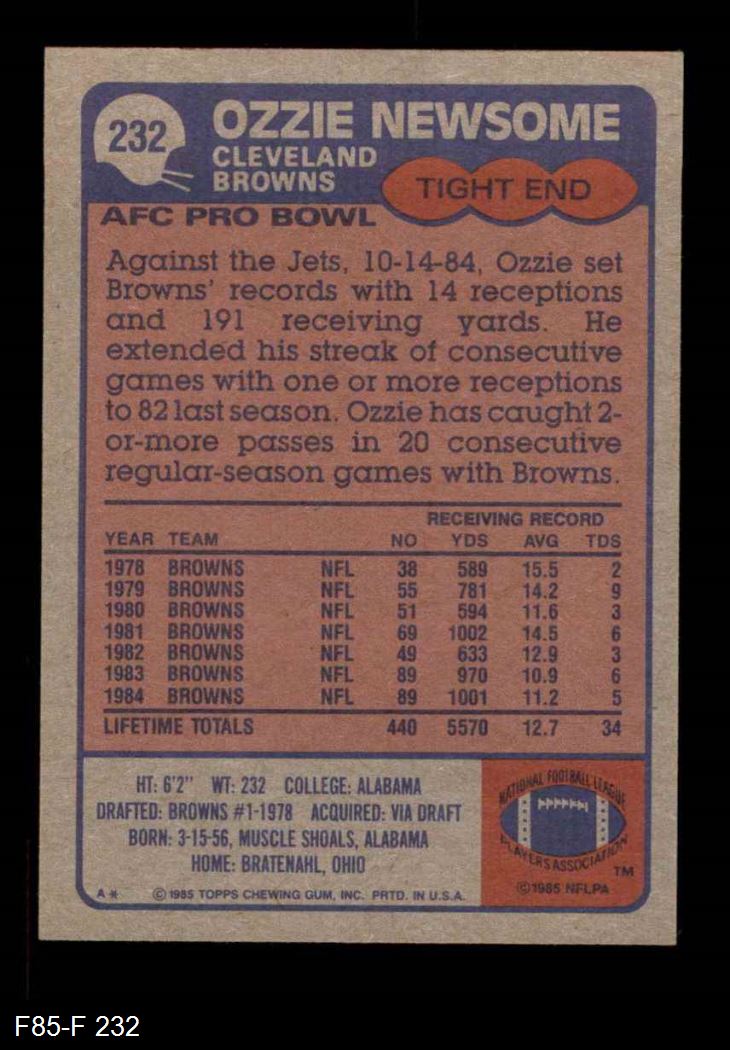 232
OZZIE NEWSOME
CLEVELAND
BROWNS
TIGHT END
AFC PRO BOWL
Against the Jets, 10-14-84, Ozzie set
Browns' records with 14 receptions
and 191 receiving yards. He
extended his streak of consecutive
games with one or more receptions
to 82 last season. Ozzie has caught 2-
or-more passes in 20 consecutive
regular-season games with Browns.
RECEIVING RECORD
YEAR TEAM NO YDS AVG TDS
1978 BROWNS NFL 38 589 15.5 2
1979 BROWNS NFL 55 781 14.2 9
1980 BROWNS NFL 51 594 11.6 3
1981 BROWNS NFL 69 1002 14.5 6
1982 BROWNS NFL 49 633 12.9 3
1983 BROWNS NFL 89 970 10.9 6
1984 BROWNS NFL 89 1001 11.2 5
LIFETIME TOTALS 440 5570 12.7 34
HT: 6'2" WT: 232 COLLEGE: ALABAMA
DRAFTED: BROWNS #1-1978 ACQUIRED: VIA DRAFT
BORN: 3-15-56, MUSCLE SHOALS, ALABAMA
HOME: BRATENAHL, OHIO
A* © 1985 TOPPS CHEWING GUM, INC. PRTD. IN U.S.A.
NATIONAL FOOTBALL LEAGUE
PLAYERS ASSOCIATION
TM
© 1985 NFLPA
F85-F 232